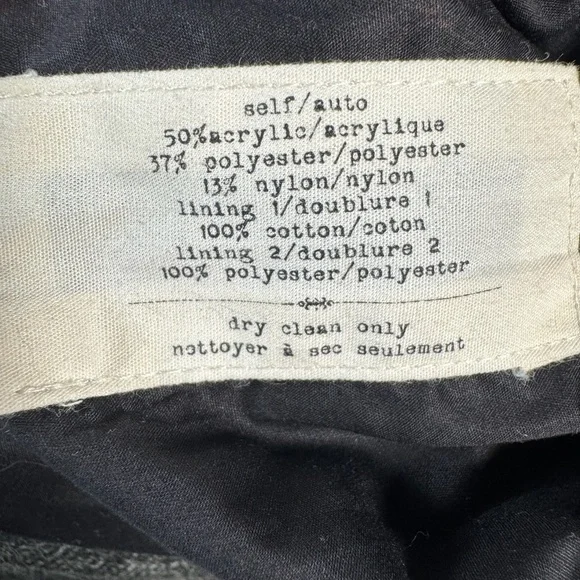 self/auto
50%acrylic/acrylique
37% polyester/polyester
13% nylon/nylon
lining 1/doublure 1
100% cotton/coton
lining 2/doublure 2
100% polyester/polyester
dry clean only
nettoyer à sec seulement